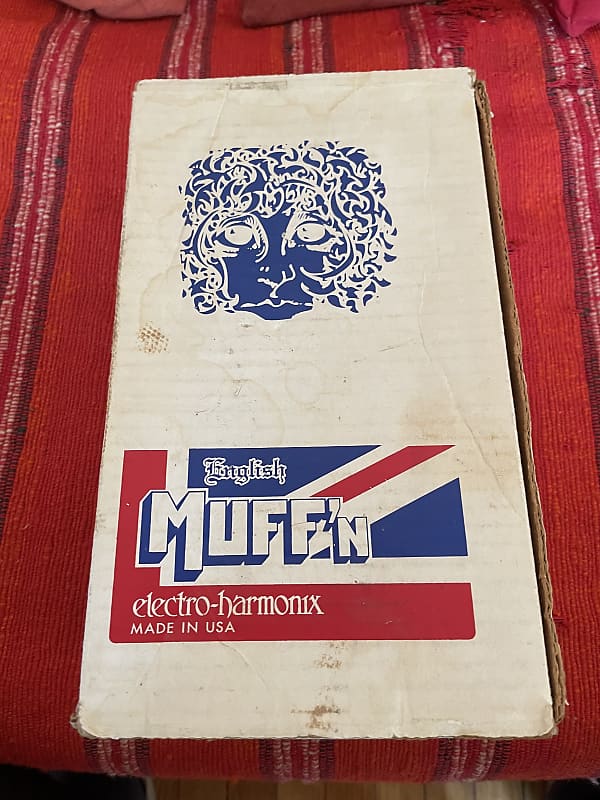 English
MUFF'N
electro-harmonix
MADE IN USA